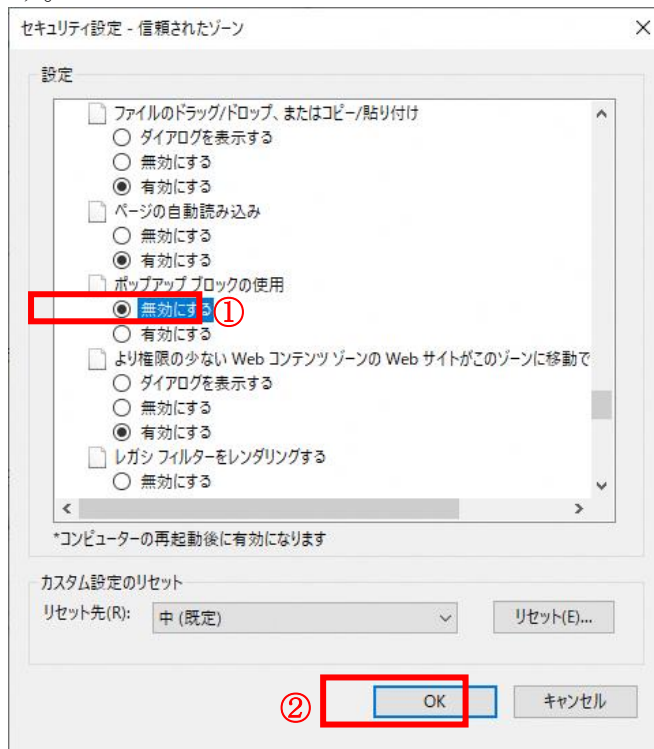 セキュリティ設定 - 信頼されたゾーン
設定
ファイルのドラッグ/ドロップ、またはコピー/貼り付け
ダイアログを表示する
無効にする
有効にする
ページの自動読み込み
無効にする
有効にする
ポップアップ ブロックの使用
無効にする ①
有効にする
より権限の少ない Web コンテンツ ゾーンの Web サイトがこのゾーンに移動で
ダイアログを表示する
無効にする
有効にする
レガシ フィルターをレンダリングする
無効にする
*コンピューターの再起動後に有効になります
カスタム設定のリセット
リセット先(R): 中 (既定) リセット(E)...
② OK キャンセル